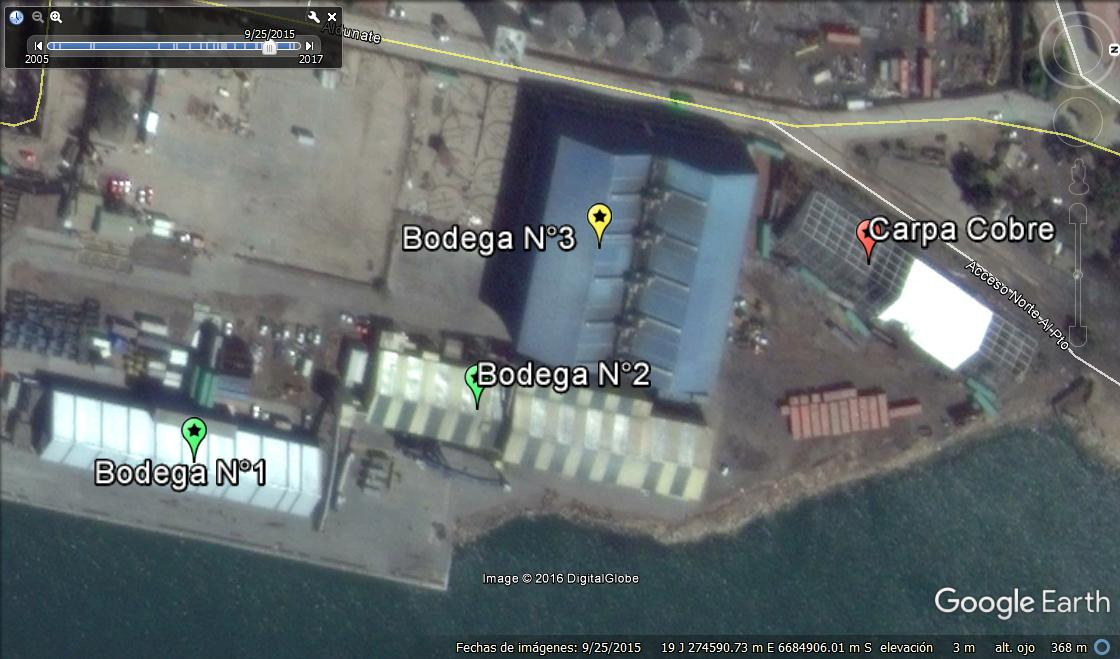 9/25/2015
2005
2017
Aldunate
N
Carpa Cobre
Bodega N°3
Acceso Norte Al Pto
Bodega N°2
Bodega N°1
Image © 2016 DigitalGlobe
Google Earth
Fechas de imágenes: 9/25/2015 19 J 274590.73 m E 6684906.01 m S elevación 3 m alt. ojo 368 m